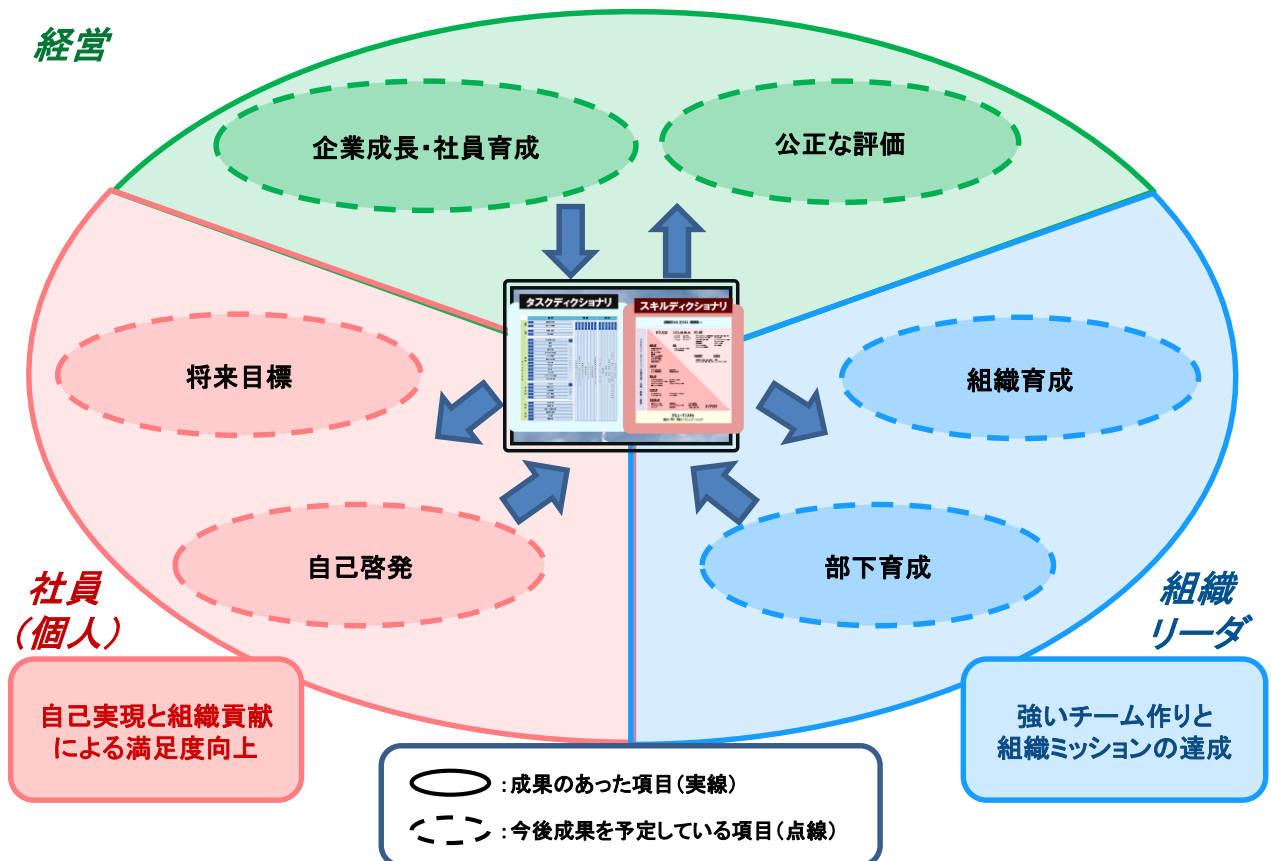 経営
企業成長・社員育成
公正な評価
タスクディクショナリ
スキルディクショナリ
将来目標
組織育成
自己啓発
部下育成
社員
(個人)
組織
リーダ
自己実現と組織貢献
による満足度向上
強いチーム作りと
組織ミッションの達成
:成果のあった項目(実線)
:今後成果を予定している項目(点線)